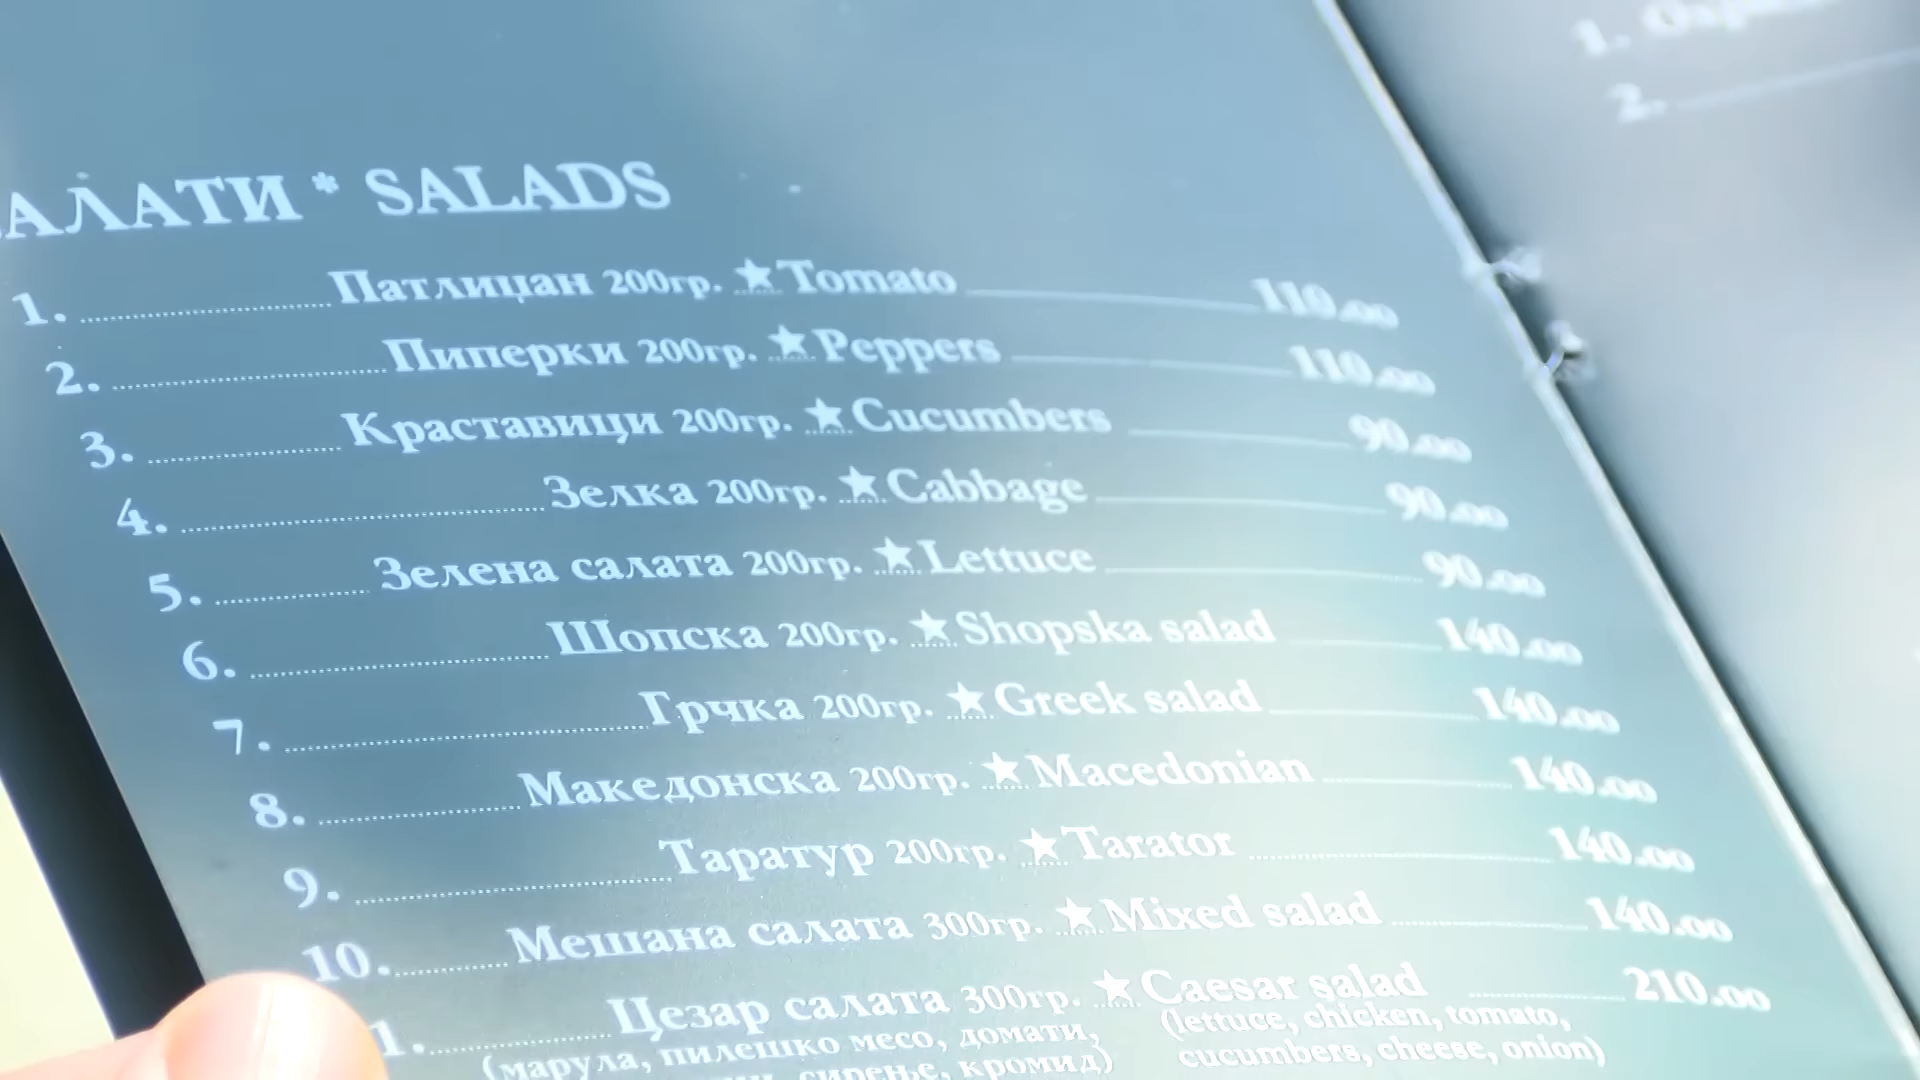 АЛАТИ * SALADS
1. Патлицан 200гр. ★ Tomato 110.00
2. Пиперки 200гр. ★ Peppers 110.00
3. Краставици 200гр. ★ Cucumbers 90.00
4. Зелка 200гр. ★ Cabbage 90.00
5. Зелена салата 200гр. ★ Lettuce 90.00
6. Шопска 200гр. ★ Shopska salad 140.00
7. Грчка 200гр. ★ Greek salad 140.00
8. Македонска 200гр. ★ Macedonian 140.00
9. Таратур 200гр. ★ Tarator 140.00
10. Мешана салата 300гр. ★ Mixed salad 140.00
1. Цезар салата 300гр. ★ Caesar salad 210.00
(марула, пилешко месо, домати, (lettuce, chicken, tomato,
сирење, кромид) cucumbers, cheese, onion)
1.
2.